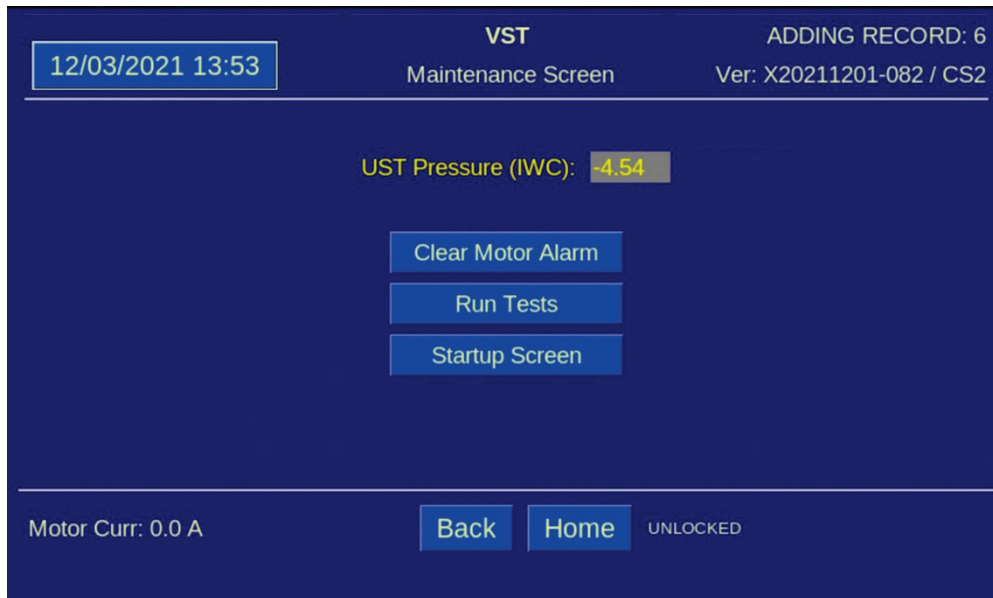 12/03/2021 13:53
VST
Maintenance Screen
ADDING RECORD: 6
Ver: X20211201-082 / CS2
UST Pressure (IWC): -4.54
Clear Motor Alarm
Run Tests
Startup Screen
Motor Curr: 0.0 A
Back
Home
UNLOCKED